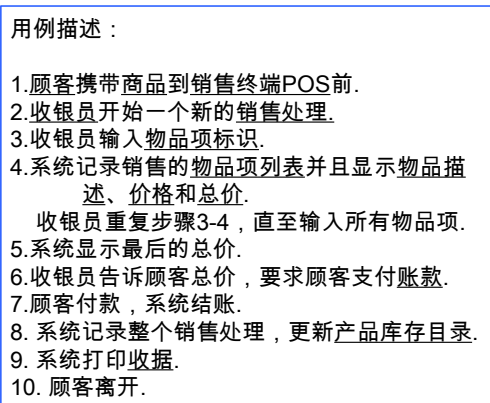 用例描述：
1.顾客携带商品到销售终端POS前.
2.收银员开始一个新的销售处理.
3.收银员输入物品项标识.
4.系统记录销售的物品项列表并且显示物品描
述、价格和总价.
收银员重复步骤3-4，直至输入所有物品项.
5.系统显示最后的总价.
6.收银员告诉顾客总价，要求顾客支付账款.
7.顾客付款，系统结账.
8. 系统记录整个销售处理，更新产品库存目录.
9. 系统打印收据.
10. 顾客离开.